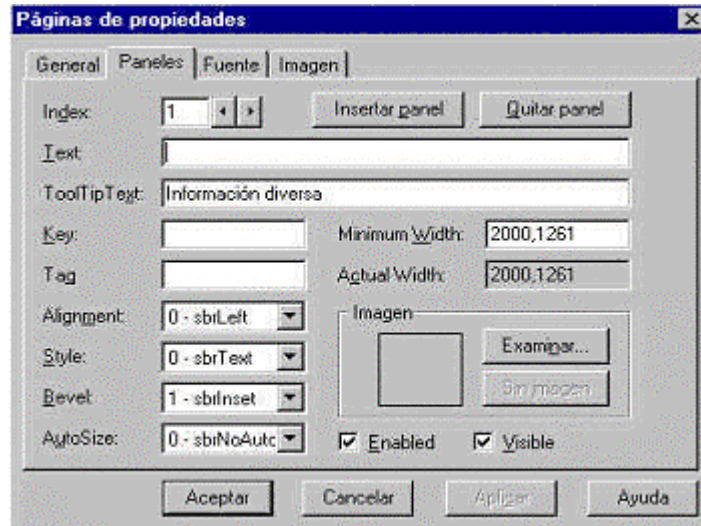 Páginas de propiedades
General Paneles Fuente Imagen
Index: 1 Insertar panel Quitar panel
Text:
ToolTipText: Información diversa
Key: Minimum Width: 2000,1261
Tag Actual Width: 2000,1261
Alignment: 0 - sbrLeft Imagen
Style: 0 - sbrText Examinar...
Sin imagen
Bevel: 1 - sbrInset
AutoSize: 0 - sbrNoAuto Enabled Visible
Aceptar Cancelar Aplicar Ayuda